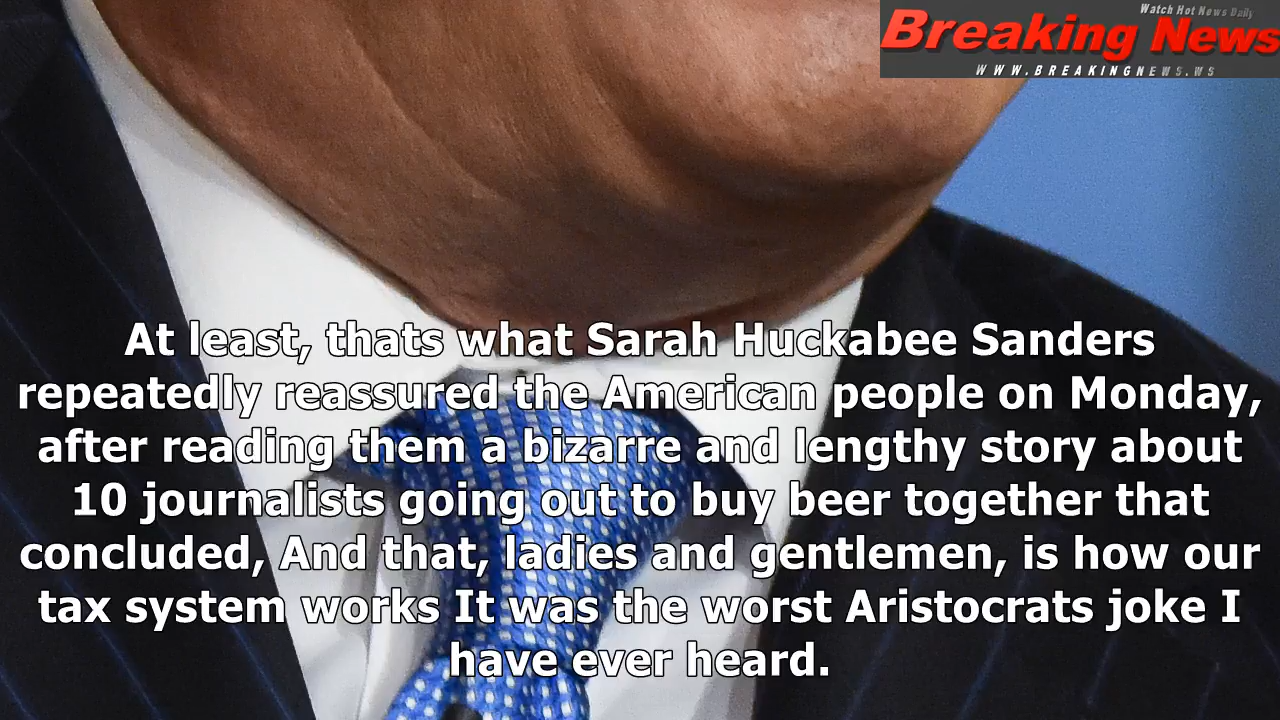 Watch Hot News Daily
Breaking News
WWW.BREAKINGNEWS.WS
At least, thats what Sarah Huckabee Sanders
repeatedly reassured the American people on Monday,
after reading them a bizarre and lengthy story about
10 journalists going out to buy beer together that
concluded, And that, ladies and gentlemen, is how our
tax system works It was the worst Aristocrats joke I
have ever heard.